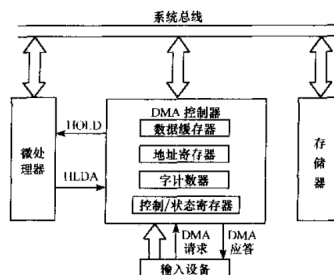 系统总线
微处
理器
HOLD
HLDA
DMA 控制器
数据缓存器
地址寄存器
字计数器
控制/状态寄存器
存
储
器
DMA
请求
DMA
应答
输入设备